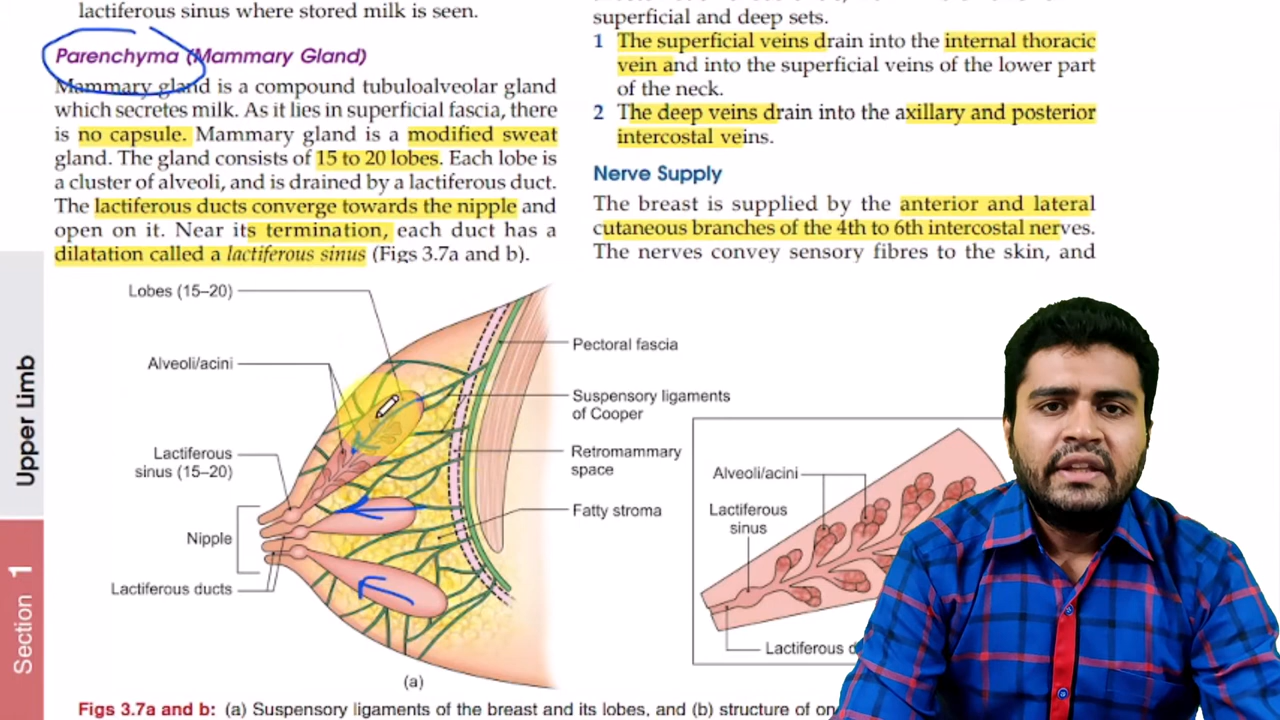 lactiferous sinus where stored milk is seen.
Parenchyma (Mammary Gland)
Mammary gland is a compound tubuloalveolar gland
which secretes milk. As it lies in superficial fascia, there
is no capsule. Mammary gland is a modified sweat
gland. The gland consists of 15 to 20 lobes. Each lobe is
a cluster of alveoli, and is drained by a lactiferous duct.
The lactiferous ducts converge towards the nipple and
open on it. Near its termination, each duct has a
dilatation called a lactiferous sinus (Figs 3.7a and b).
superficial and deep sets.
1 The superficial veins drain into the internal thoracic
vein and into the superficial veins of the lower part
of the neck.
2 The deep veins drain into the axillary and posterior
intercostal veins.
Nerve Supply
The breast is supplied by the anterior and lateral
cutaneous branches of the 4th to 6th intercostal nerves.
The nerves convey sensory fibres to the skin, and
Upper Limb
Section 1
Lobes (15–20)
Alveoli/acini
Lactiferous
sinus (15–20)
Nipple
Lactiferous ducts
Pectoral fascia
Suspensory ligaments
of Cooper
Retromammary
space
Fatty stroma
(a)
Alveoli/acini
Lactiferous
sinus
Lactiferous
Figs 3.7a and b: (a) Suspensory ligaments of the breast and its lobes, and (b) structure of